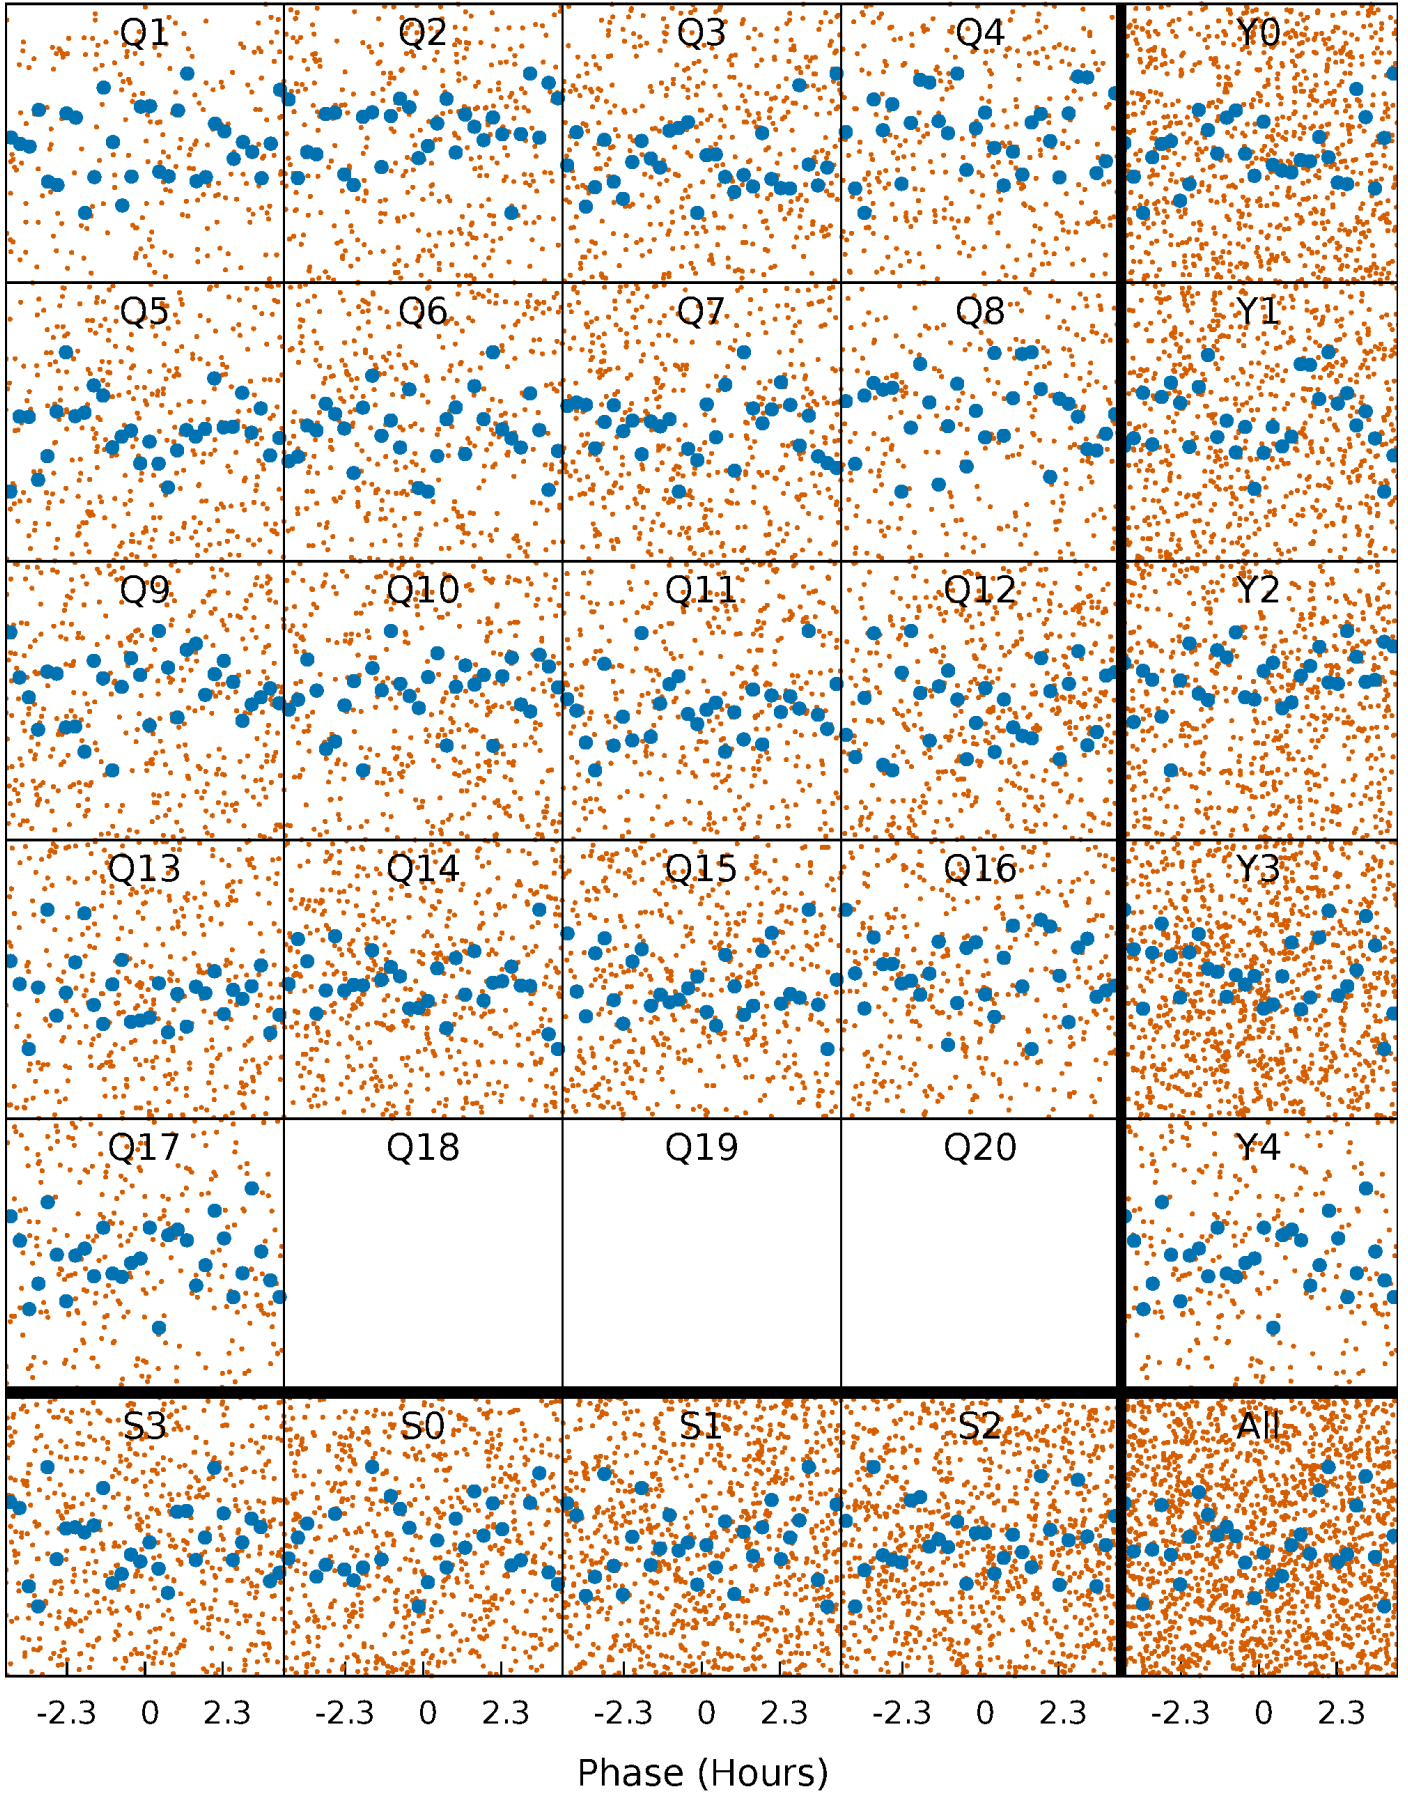 Q1 Q2 Q3 Q4 Y0
Q5 Q6 Q7 Q8 Y1
Q9 Q10 Q11 Q12 Y2
Q13 Q14 Q15 Q16 Y3
Q17 Q18 Q19 Q20 Y4
S3 S0 S1 S2 All
-2.3 0 2.3 -2.3 0 2.3 -2.3 0 2.3 -2.3 0 2.3 -2.3 0 2.3
Phase (Hours)